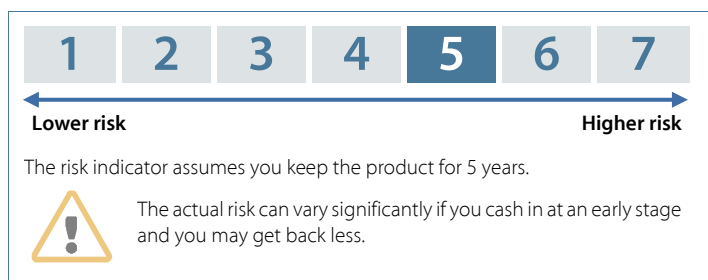 1 2 3 4 5 6 7
Lower risk Higher risk
The risk indicator assumes you keep the product for 5 years.
The actual risk can vary significantly if you cash in at an early stage
and you may get back less.